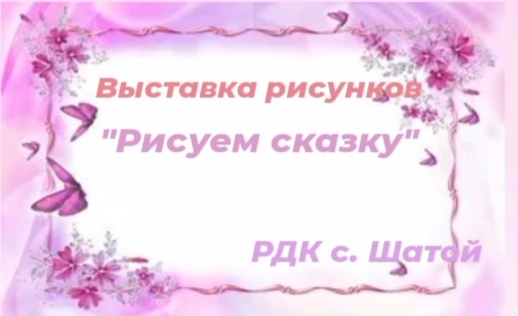 Выставка рисунков
"Рисуем сказку"
РДК с. Шатой